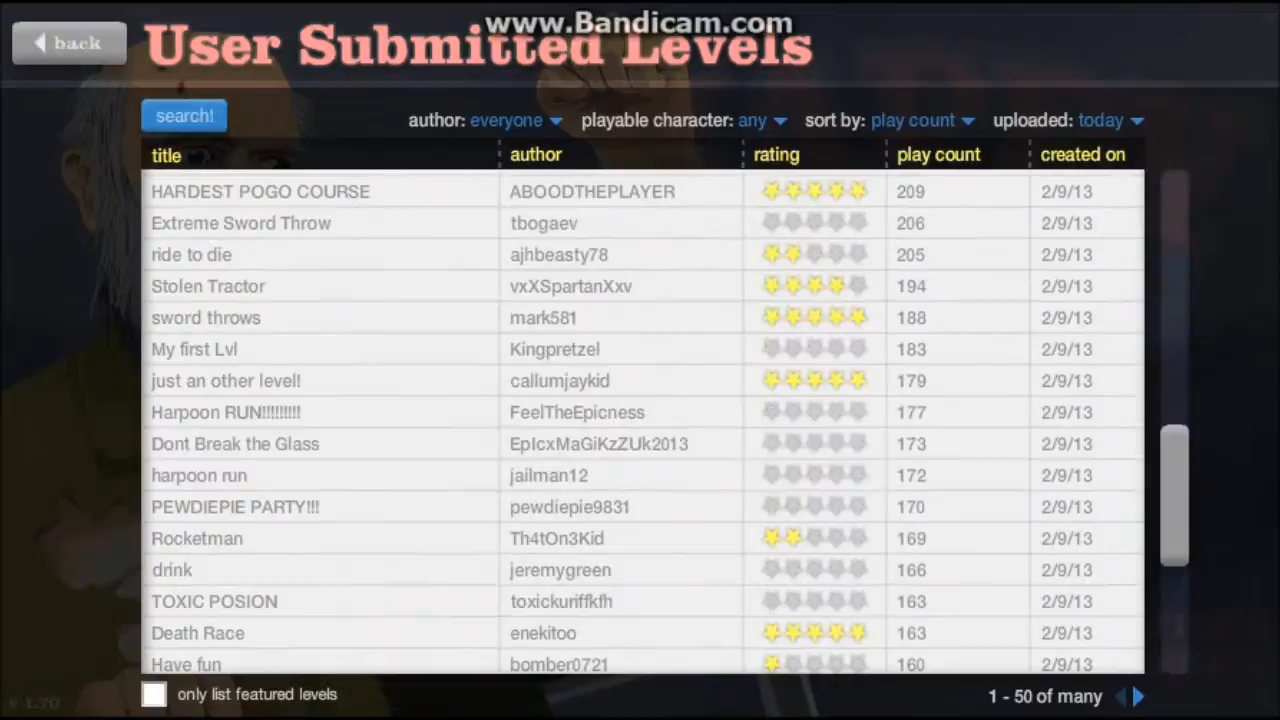 www.Bandicam.com
back
User Submitted Levels
search!
author: everyone playable character: any sort by: play count uploaded: today
title author rating play count created on
HARDEST POGO COURSE ABOODTHEPLAYER 209 2/9/13
Extreme Sword Throw tbogaev 206 2/9/13
ride to die ajhbeasty78 205 2/9/13
Stolen Tractor vxXSpartanXxv 194 2/9/13
sword throws mark581 188 2/9/13
My first Lvl Kingpretzel 183 2/9/13
just an other level! callumjaykid 179 2/9/13
Harpoon RUN!!!!!!!!! FeelTheEpicness 177 2/9/13
Dont Break the Glass EpIcxMaGiKzZUk2013 173 2/9/13
harpoon run jailman12 172 2/9/13
PEWDIEPIE PARTY!!! pewdiepie9831 170 2/9/13
Rocketman Th4tOn3Kid 169 2/9/13
drink jeremygreen 166 2/9/13
TOXIC POSION toxickuriffkfh 163 2/9/13
Death Race enekitoo 163 2/9/13
Have fun bomber0721 160 2/9/13
only list featured levels 1 - 50 of many
v 1.70